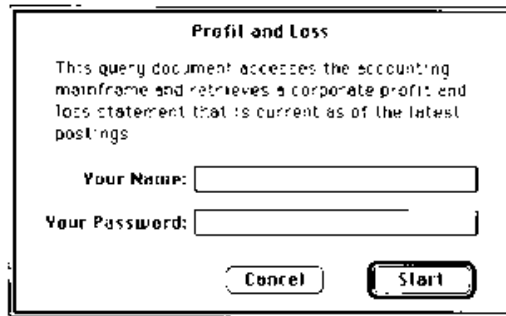 Profit and Loss
This query document accesses the accounting
mainframe and retrieves a corporate profit and
loss statement that is current as of the latest
postings
Your Name:
Your Password:
Cancel
Start